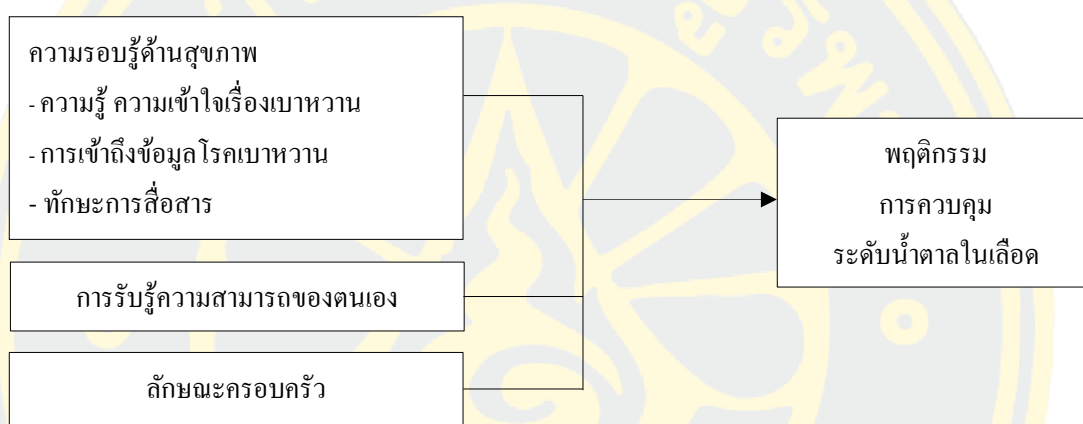 ความรอบรู้ด้านสุขภาพ
- ความรู้ ความเข้าใจเรื่องเบาหวาน
- การเข้าถึงข้อมูลโรคเบาหวาน
- ทักษะการสื่อสาร
การรับรู้ความสามารถของตนเอง
ลักษณะครอบครัว
พฤติกรรม
การควบคุม
ระดับน้ำตาลในเลือด